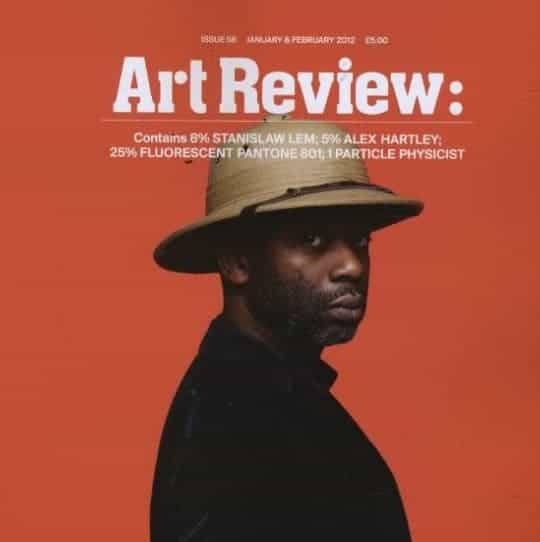 ISSUE 56 JANUARY & FEBRUARY 2012 £5.00
Art Review:
Contains 8% STANISLAW LEM; 5% ALEX HARTLEY;
25% FLUORESCENT PANTONE 801; 1 PARTICLE PHYSICIST